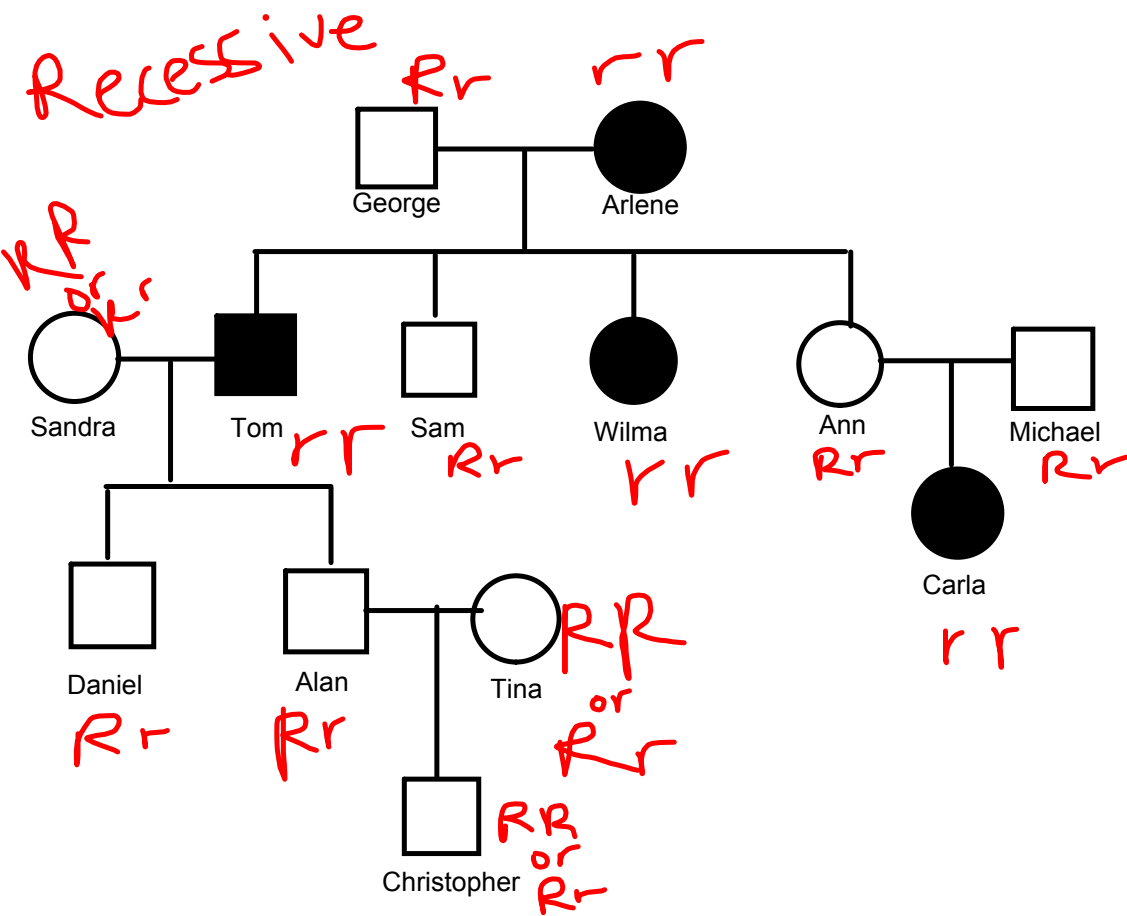 Recessive
Rr
rr
George
Arlene
RR
or
Rr
Sandra
Tom
Sam
Wilma
Ann
Michael
rr
Rr
rr
Rr
Rr
Carla
rr
Daniel
Alan
Tina
RR
or
Rr
Rr
Rr
Christopher
RR
or
Rr